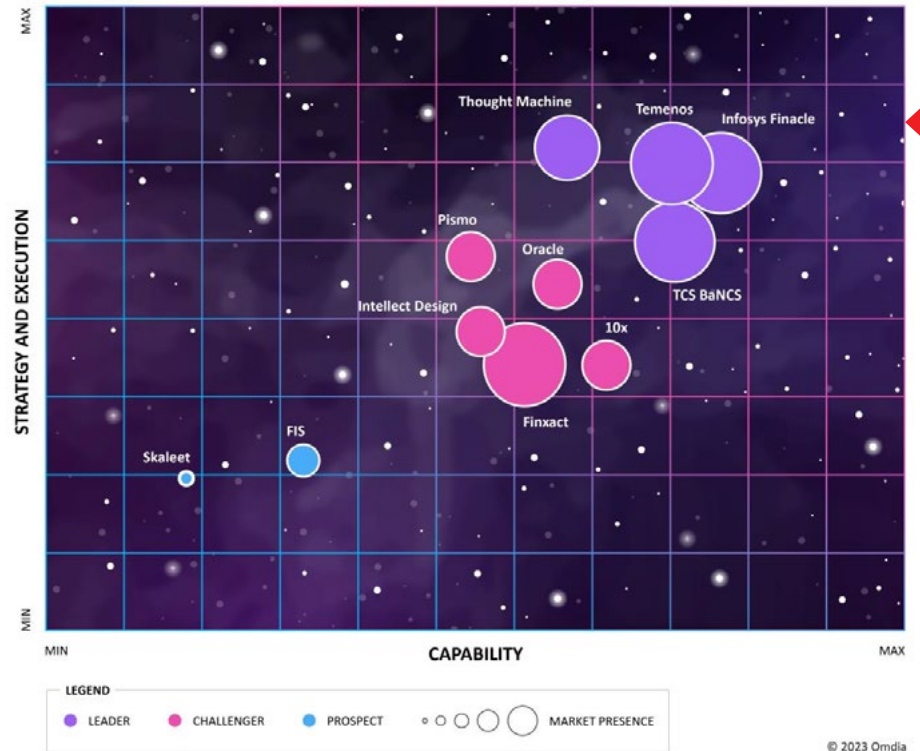 MAX
Thought Machine
Temenos
Infosys Finacle
Pismo
Oracle
TCS BaNCS
Intellect Design
10x
Finxact
FIS
Skaleet
STRATEGY AND EXECUTION
MIN
MIN
CAPABILITY
MAX
LEGEND
LEADER
CHALLENGER
PROSPECT
MARKET PRESENCE
© 2023 Omdia